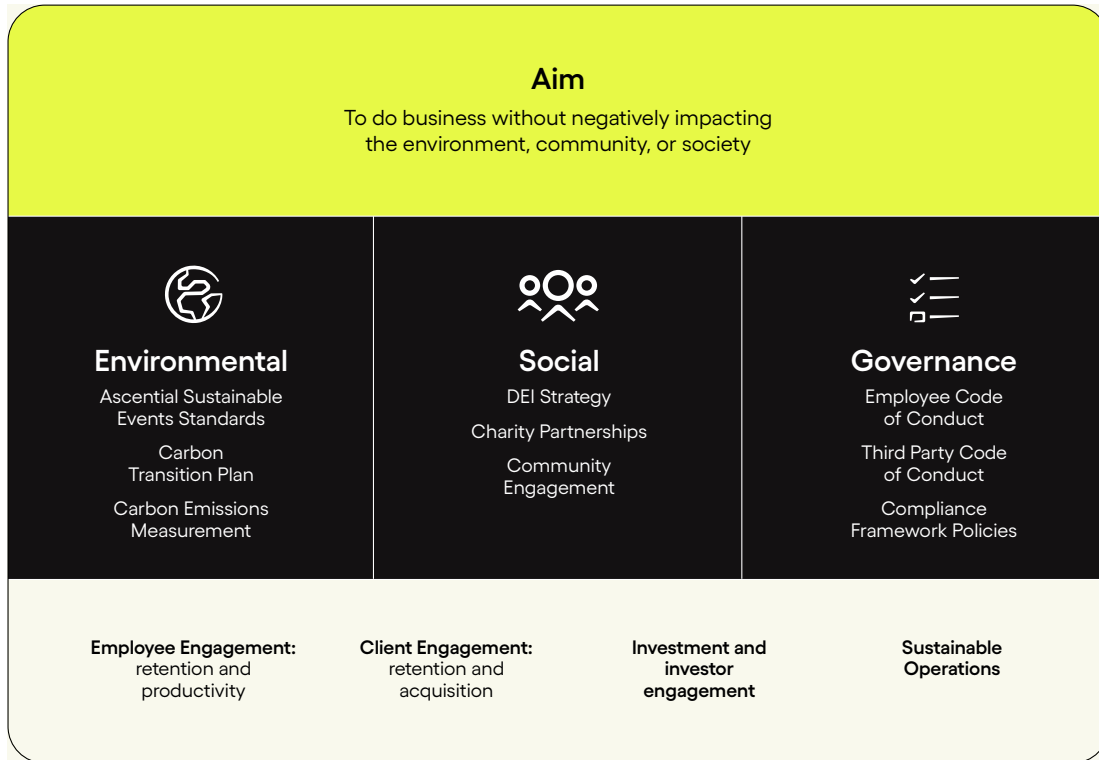 Aim
To do business without negatively impacting
the environment, community, or society
Environmental
Ascential Sustainable
Events Standards
Carbon
Transition Plan
Carbon Emissions
Measurement
Social
DEI Strategy
Charity Partnerships
Community
Engagement
Governance
Employee Code
of Conduct
Third Party Code
of Conduct
Compliance
Framework Policies
Employee Engagement:
retention and
productivity
Client Engagement:
retention and
acquisition
Investment and
investor
engagement
Sustainable
Operations